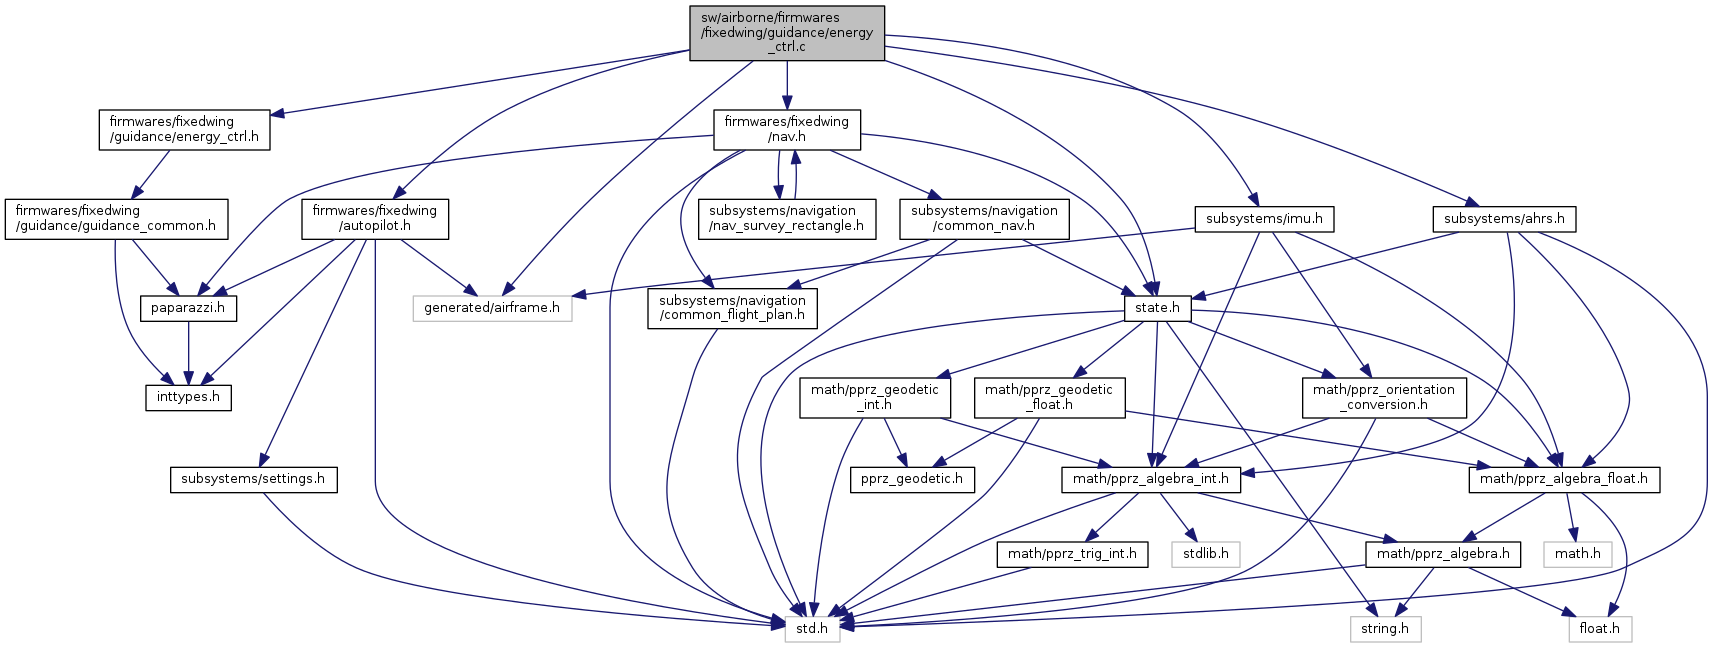 sw/airborne/firmwares
/fixedwing/guidance/energy
_ctrl.c
firmwares/fixedwing
/guidance/energy_ctrl.h
firmwares/fixedwing
/nav.h
firmwares/fixedwing
/guidance/guidance_common.h
firmwares/fixedwing
/autopilot.h
subsystems/navigation
/nav_survey_rectangle.h
subsystems/navigation
/common_nav.h
subsystems/imu.h
subsystems/ahrs.h
paparazzi.h
generated/airframe.h
subsystems/navigation
/common_flight_plan.h
state.h
inttypes.h
math/pprz_geodetic
_int.h
math/pprz_geodetic
_float.h
math/pprz_orientation
_conversion.h
subsystems/settings.h
pprz_geodetic.h
math/pprz_algebra_int.h
math/pprz_algebra_float.h
math/pprz_trig_int.h
stdlib.h
math/pprz_algebra.h
math.h
std.h
string.h
float.h